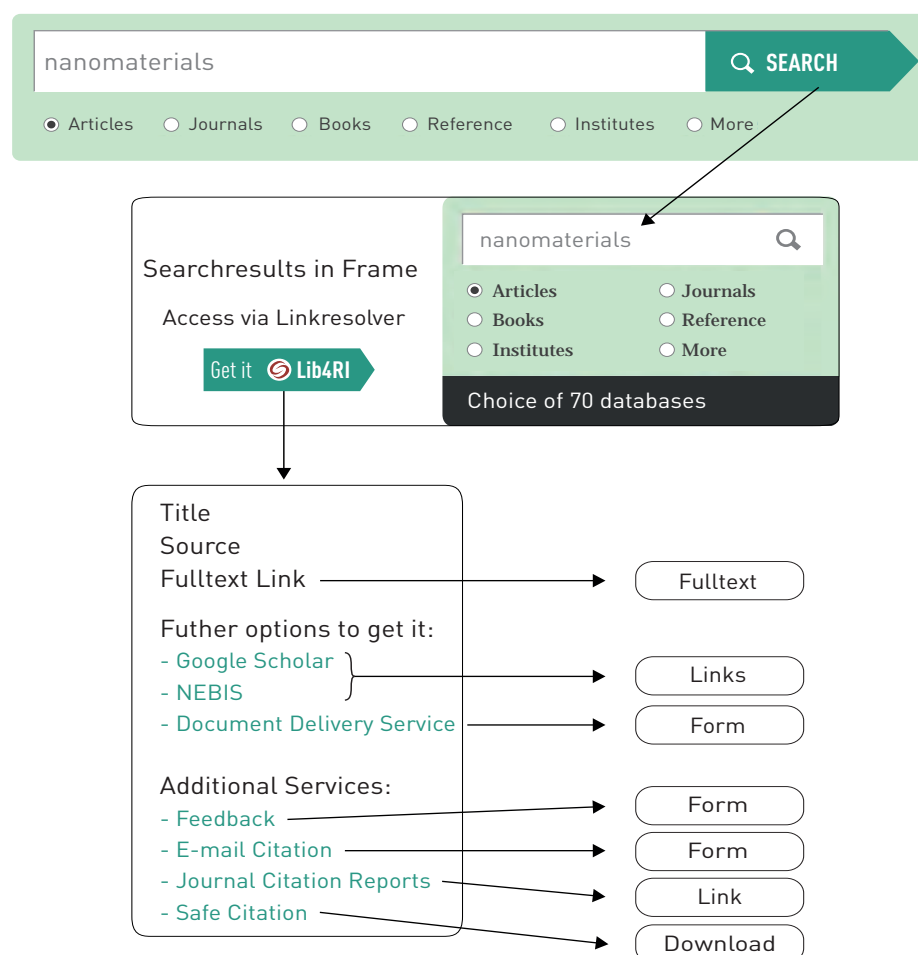 nanomaterials
SEARCH
Articles Journals Books Reference Institutes More
Searchresults in Frame
Access via Linkresolver
Get it Lib4RI
nanomaterials
Articles Journals
Books Reference
Institutes More
Choice of 70 databases
Title
Source
Fulltext Link Fulltext
Futher options to get it:
- Google Scholar
- NEBIS
Links
- Document Delivery Service Form
Additional Services:
- Feedback Form
- E-mail Citation Form
- Journal Citation Reports Link
- Safe Citation Download